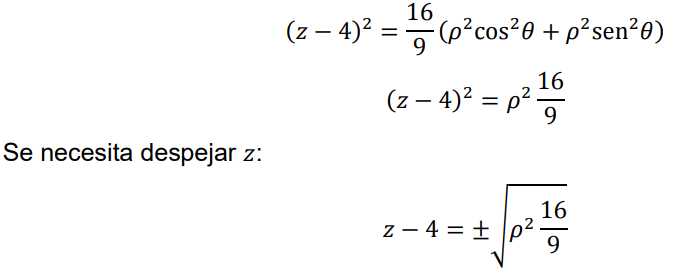 (z − 4)² = 16/9 (ρ²cos²θ + ρ²sen²θ)
(z − 4)² = ρ² 16/9
Se necesita despejar z:
z − 4 = ± √(ρ² 16/9)